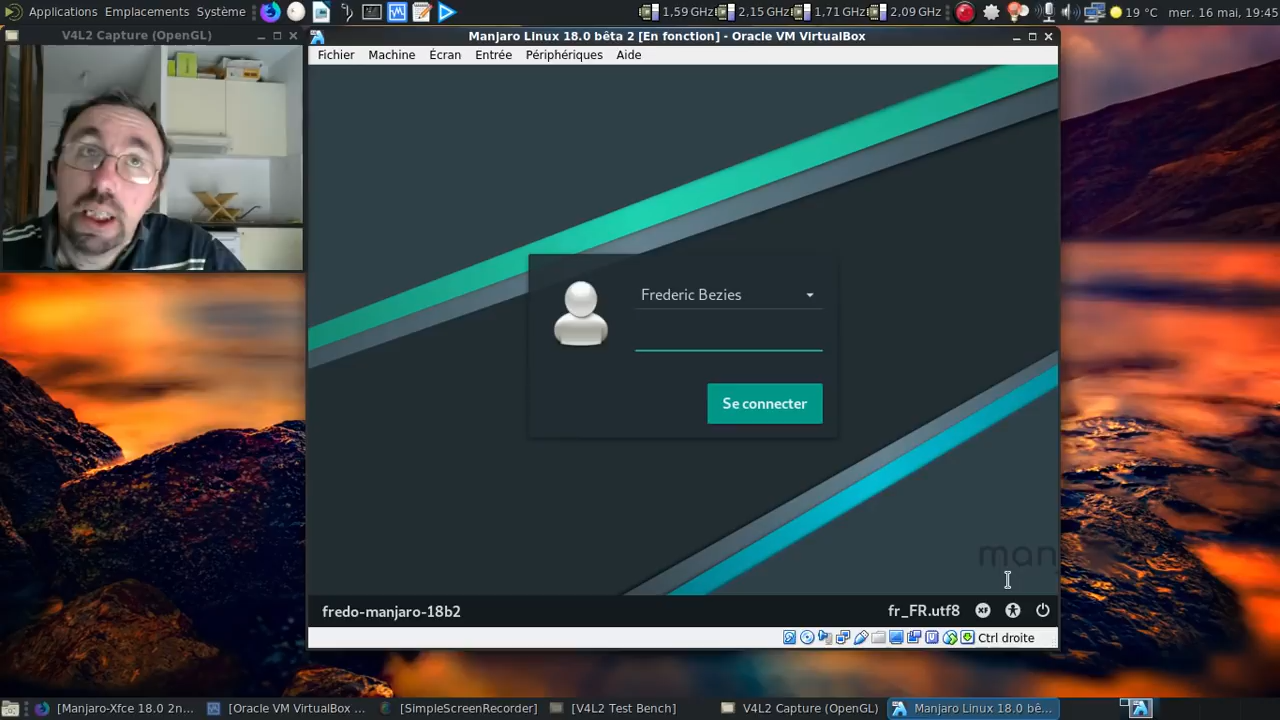 Applications Emplacements Système 1,59 GHz 2,15 GHz 1,71 GHz 2,09 GHz 19 °C mer. 16 mai, 19:45
V4L2 Capture (OpenGL)
Manjaro Linux 18.0 bêta 2 [En fonction] - Oracle VM VirtualBox
Fichier Machine Écran Entrée Périphériques Aide
Frederic Bezies
Se connecter
man
fredo-manjaro-18b2 fr_FR.utf8
Ctrl droite
[Manjaro-Xfce 18.0 2n... [Oracle VM VirtualBox ... [SimpleScreenRecorder] [V4L2 Test Bench] V4L2 Capture (OpenGL) Manjaro Linux 18.0 bê...